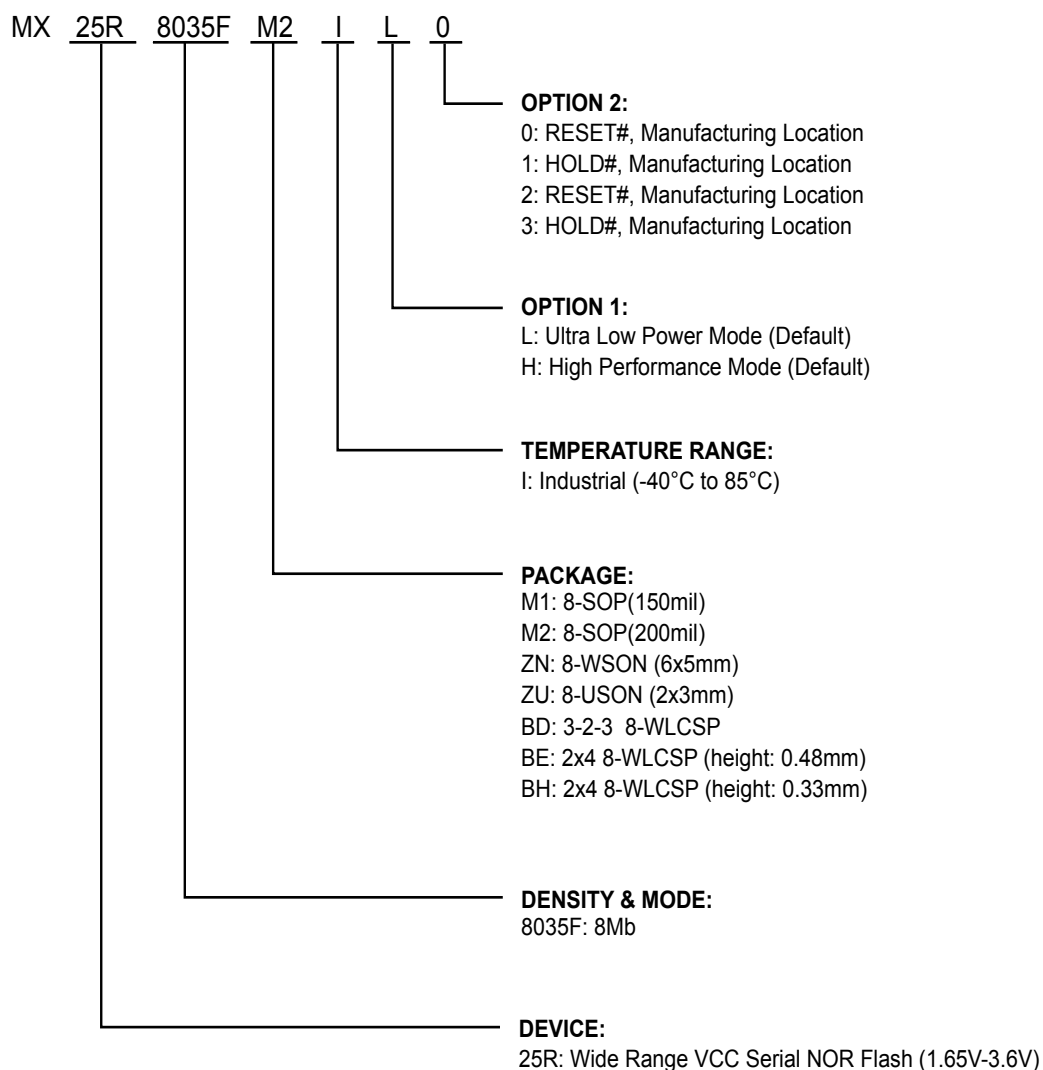 MX 25R 8035F M2 I L 0
OPTION 2:
0: RESET#, Manufacturing Location
1: HOLD#, Manufacturing Location
2: RESET#, Manufacturing Location
3: HOLD#, Manufacturing Location
OPTION 1:
L: Ultra Low Power Mode (Default)
H: High Performance Mode (Default)
TEMPERATURE RANGE:
I: Industrial (-40°C to 85°C)
PACKAGE:
M1: 8-SOP(150mil)
M2: 8-SOP(200mil)
ZN: 8-WSON (6x5mm)
ZU: 8-USON (2x3mm)
BD: 3-2-3 8-WLCSP
BE: 2x4 8-WLCSP (height: 0.48mm)
BH: 2x4 8-WLCSP (height: 0.33mm)
DENSITY & MODE:
8035F: 8Mb
DEVICE:
25R: Wide Range VCC Serial NOR Flash (1.65V-3.6V)